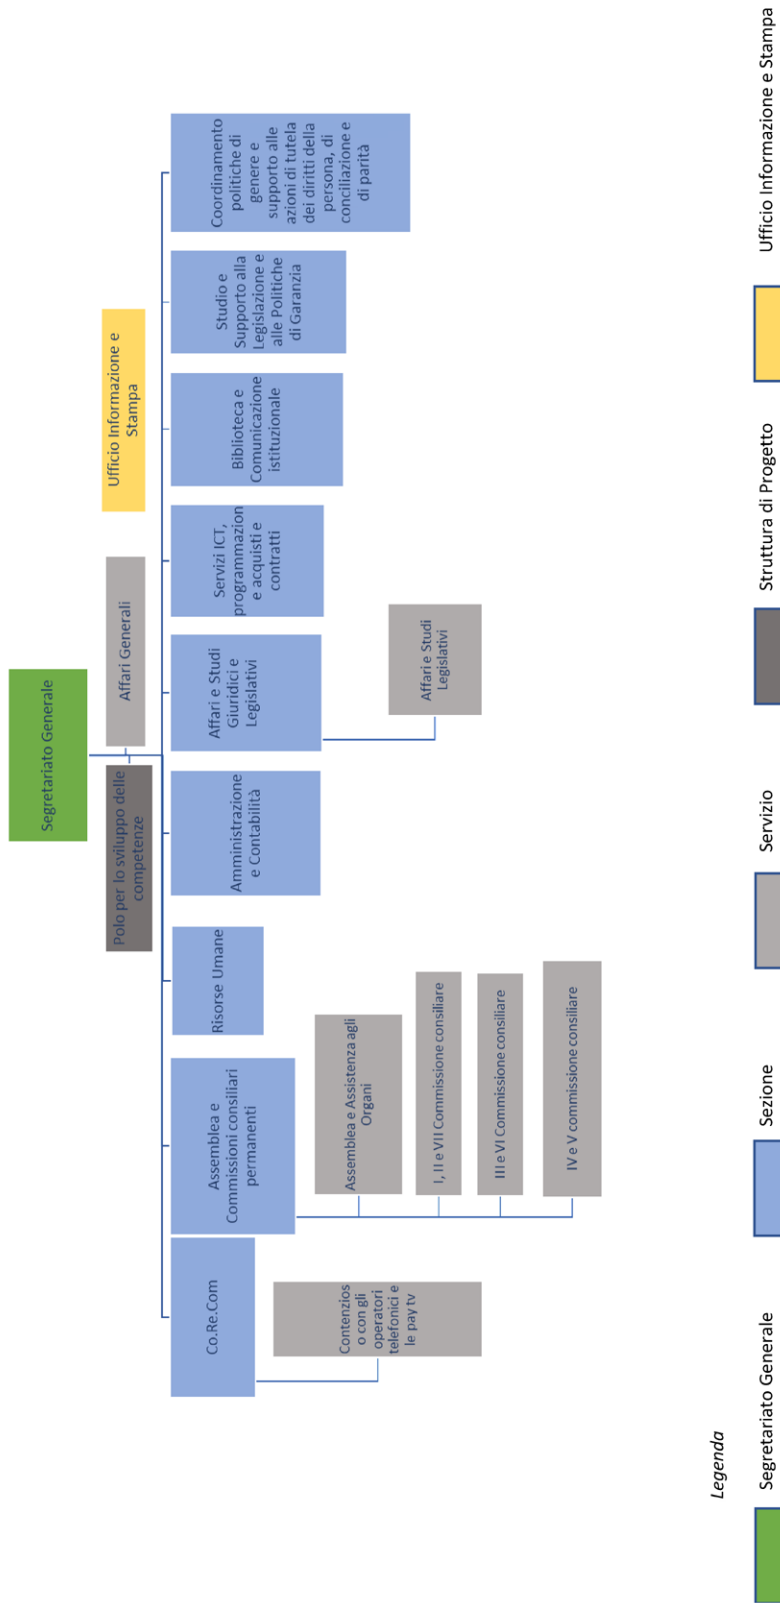 Segretariato Generale
Polo per lo sviluppo delle
competenze
Affari Generali
Ufficio Informazione e
Stampa
Co.Re.Com
Assemblea e
Commissioni consiliari
permanenti
Risorse Umane
Amministrazione
e Contabilità
Affari e Studi
Giuridici e
Legislativi
Servizi ICT,
programmazion
e acquisti e
contratti
Biblioteca e
Comunicazione
istituzionale
Studio e
Supporto alla
Legislazione e
alle Politiche
di Garanzia
Coordinamento
politiche di
genere e
supporto alle
azioni di tutela
dei diritti della
persona, di
conciliazione e
di parità
Contenzios
o con gli
operatori
telefonici e
le pay tv
Assemblea e Assistenza agli
Organi
I, II e VII Commissione consiliare
III e VI Commissione consiliare
IV e V commissione consiliare
Affari e Studi
Legislativi
Legenda
Segretariato Generale
Sezione
Servizio
Struttura di Progetto
Ufficio Informazione e Stampa